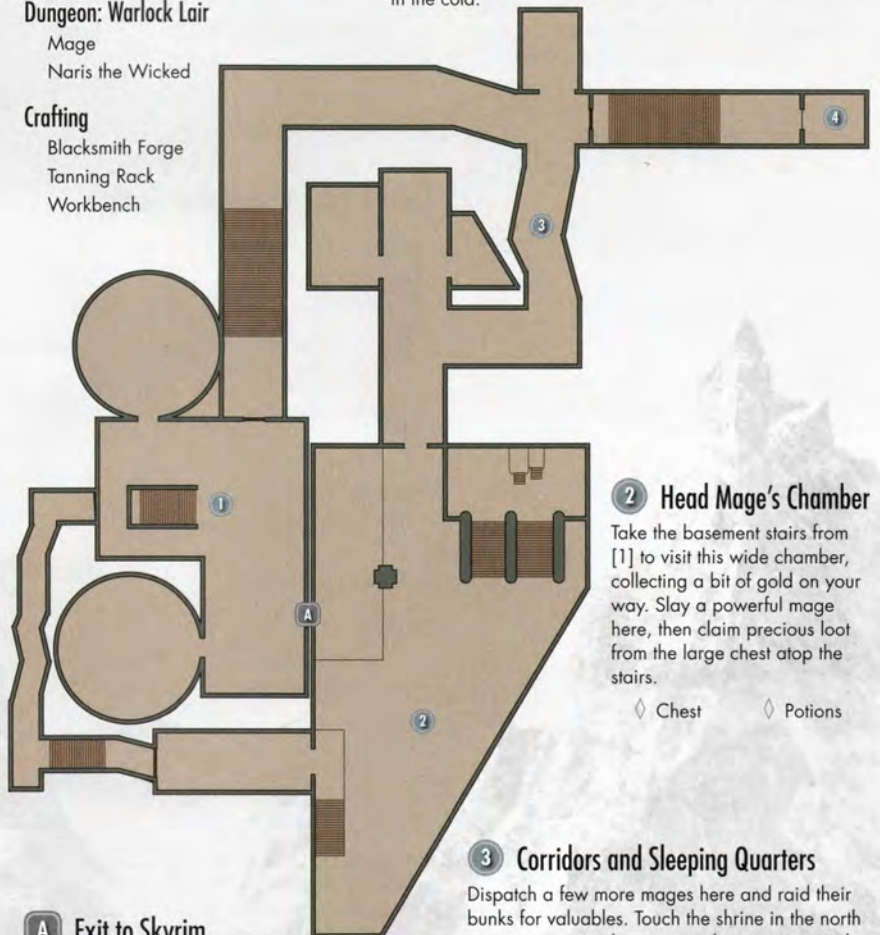 in the cold.
Dungeon: Warlock Lair
Mage
Naris the Wicked
Crafting
Blacksmith Forge
Tanning Rack
Workbench
4
3
1
A
2
2 Head Mage's Chamber
Take the basement stairs from
[1] to visit this wide chamber,
collecting a bit of gold on your
way. Slay a powerful mage
here, then claim precious loot
from the large chest atop the
stairs.
◊ Chest ◊ Potions
3 Corridors and Sleeping Quarters
Dispatch a few more mages here and raid their
bunks for valuables. Touch the shrine in the north
A Exit to Skyrim